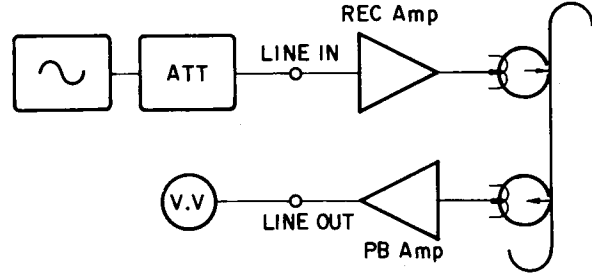 REC Amp
LINE IN
ATT
V.V
LINE OUT
PB Amp